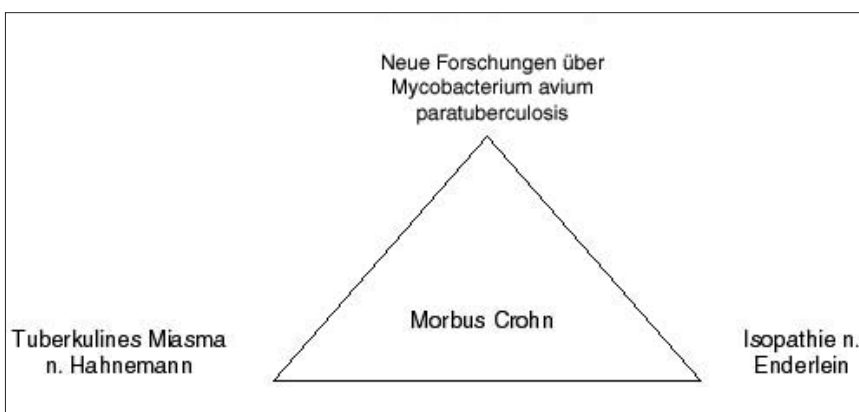 Neue Forschungen über
Mycobacterium avium
paratuberculosis
Morbus Crohn
Tuberkulines Miasma
n. Hahnemann
Isopathie n.
Enderlein